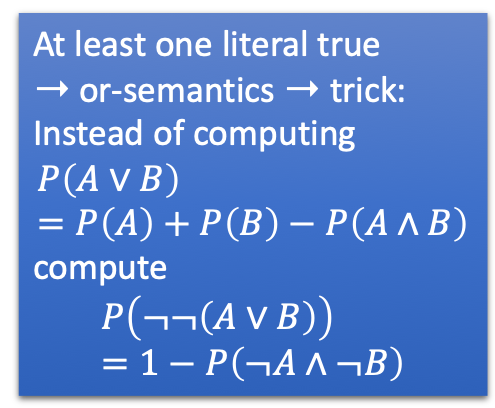 At least one literal true
→ or-semantics → trick:
Instead of computing
P(A ∨ B)
= P(A) + P(B) − P(A ∧ B)
compute
P(¬¬(A ∨ B))
= 1 − P(¬A ∧ ¬B)